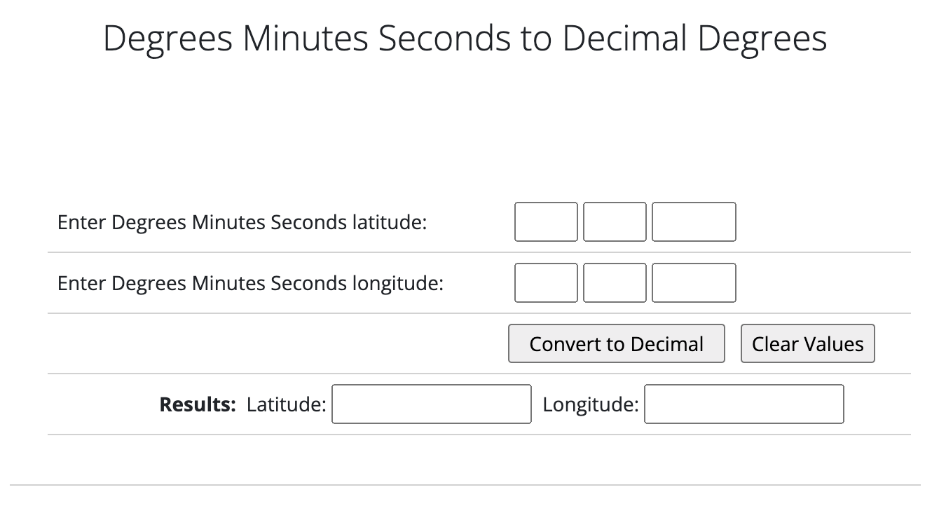 Degrees Minutes Seconds to Decimal Degrees
Enter Degrees Minutes Seconds latitude:
Enter Degrees Minutes Seconds longitude:
Convert to Decimal Clear Values
Results: Latitude: Longitude: